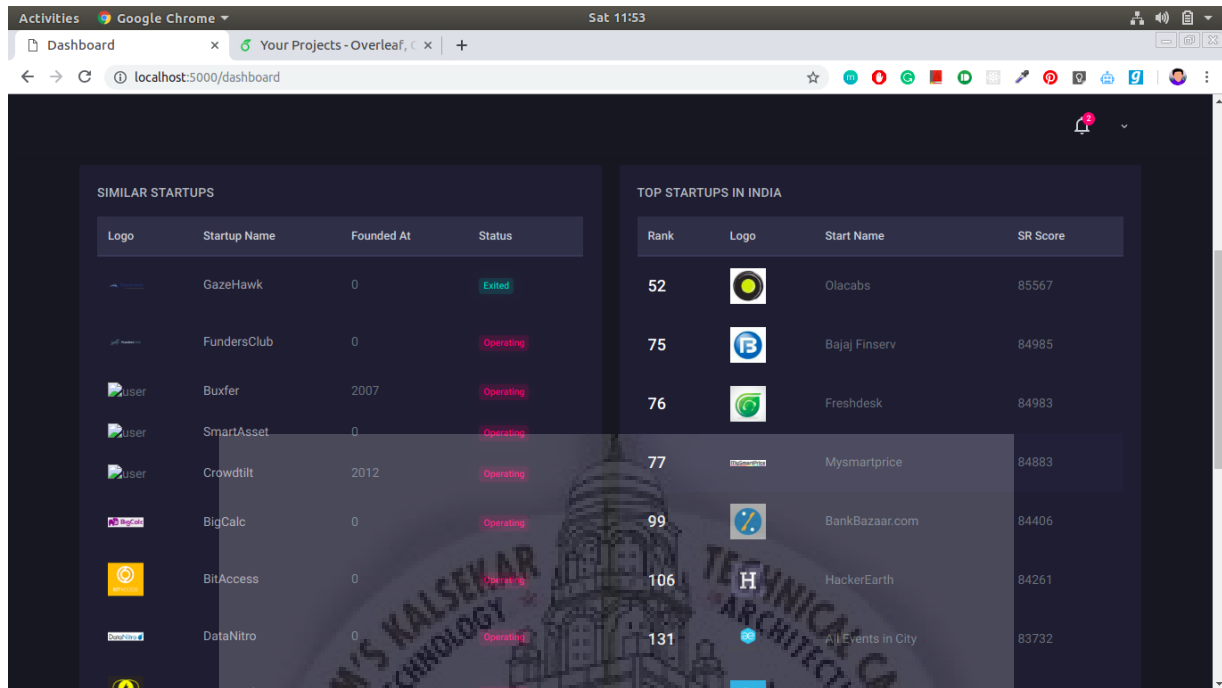 Activities Google Chrome Sat 11:53
Dashboard Your Projects - Overleaf,
localhost:5000/dashboard
2
SIMILAR STARTUPS
Logo Startup Name Founded At Status
GazeHawk 0 Exited
FundersClub 0 Operating
user Buxfer 2007 Operating
user SmartAsset 0 Operating
user Crowdtilt 2012 Operating
BigCalc BigCalc 0 Operating
BitAccess 0 Operating
DataNitro DataNitro 0 Operating
TOP STARTUPS IN INDIA
Rank Logo Start Name SR Score
52 Olacabs 85567
75 B Bajaj Finserv 84985
76 Freshdesk 84983
77 MySmartPrice Mysmartprice 84883
99 BankBazaar.com 84406
106 H HackerEarth 84261
131 ae All Events in City 83732
KALSEKAR TECHNICAL